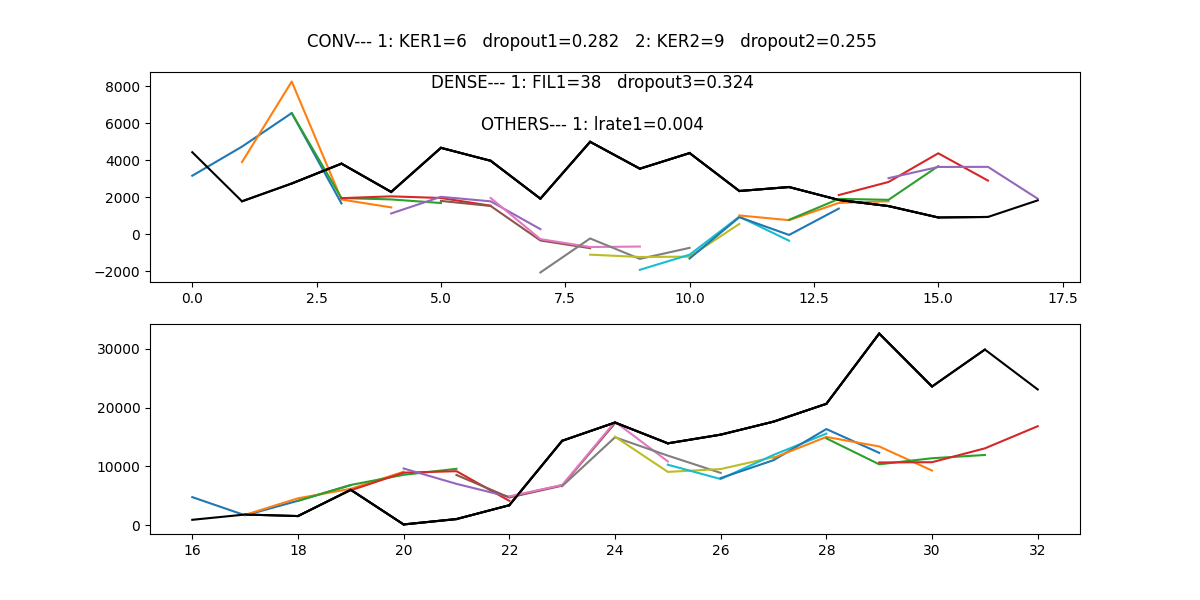 CONV--- 1: KER1=6   dropout1=0.282   2: KER2=9   dropout2=0.255
DENSE--- 1: FIL1=38   dropout3=0.324
OTHERS--- 1: lrate1=0.004
8000
6000
4000
2000
0
−2000
0.0 2.5 5.0 7.5 10.0 12.5 15.0 17.5
30000
20000
10000
0
16 18 20 22 24 26 28 30 32